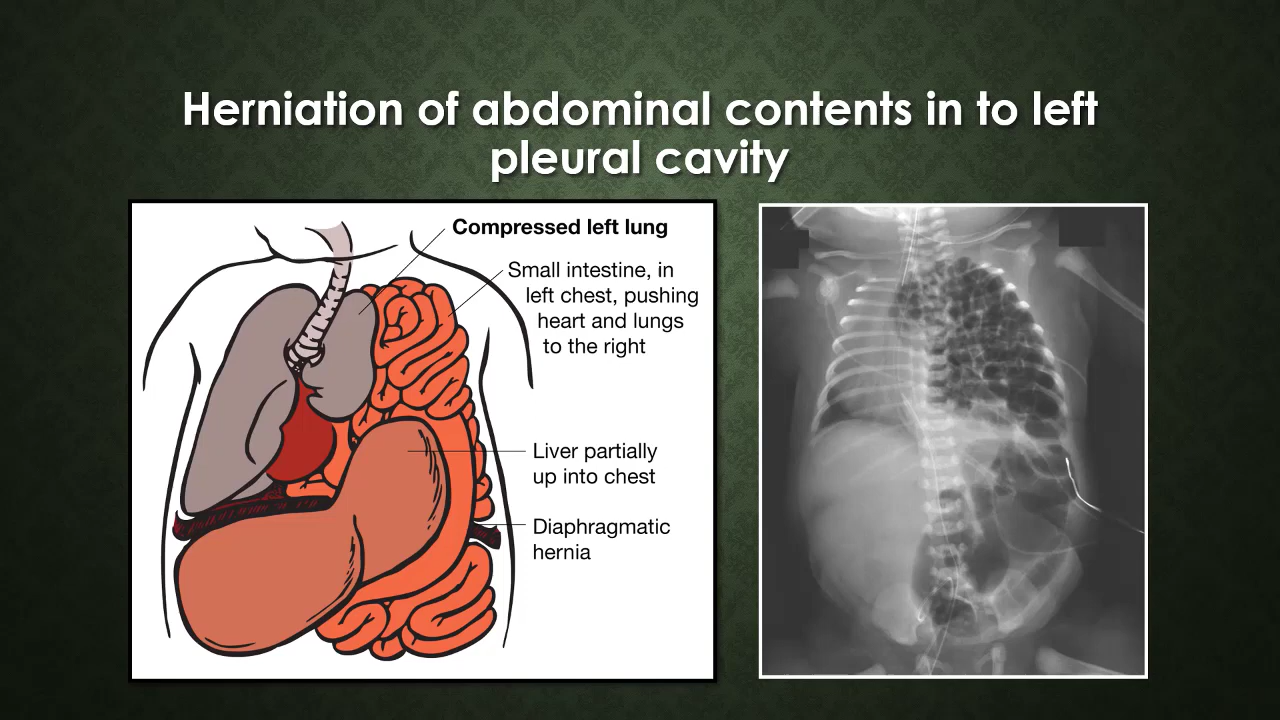 Herniation of abdominal contents in to left
pleural cavity
Compressed left lung
Small intestine, in
left chest, pushing
heart and lungs
to the right
Liver partially
up into chest
Diaphragmatic
hernia